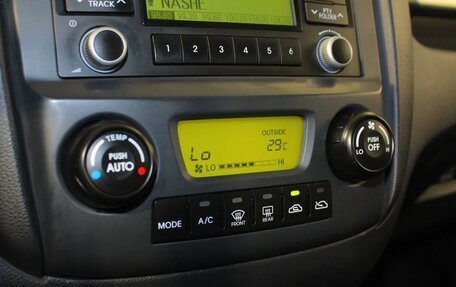 NASHE
TRACK
PTY
FOLDER
1 2 3 4 5 6
TEMP
PUSH
AUTO
OUTSIDE
Lo 29°C
LO HI
PUSH
OFF
LO HI
MODE A/C FRONT REAR